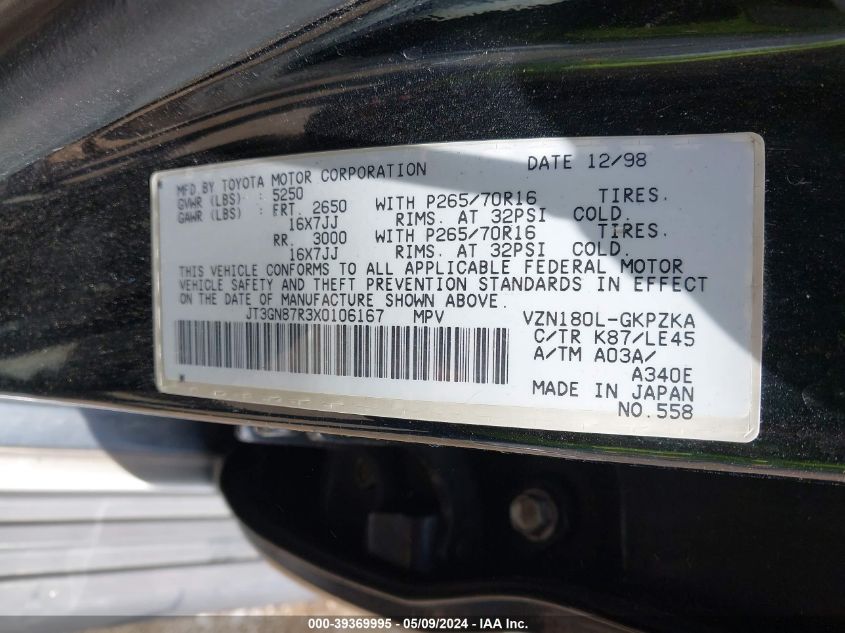 MFD. BY TOYOTA MOTOR CORPORATION DATE 12/98
GVWR (LBS) : 5250
GAWR (LBS) : FRT. 2650 WITH P265/70R16 TIRES.
16X7JJ RIMS. AT 32PSI COLD.
RR. 3000 WITH P265/70R16 TIRES.
16X7JJ RIMS. AT 32PSI COLD.
THIS VEHICLE CONFORMS TO ALL APPLICABLE FEDERAL MOTOR
VEHICLE SAFETY AND THEFT PREVENTION STANDARDS IN EFFECT
ON THE DATE OF MANUFACTURE SHOWN ABOVE.
JT3GN87R3X0106167 MPV VZN180L-GKPZKA
C/TR K87/LE45
A/TM A03A/
A340E
MADE IN JAPAN
NO.558
000-39369995 - 05/09/2024 - IAA Inc.